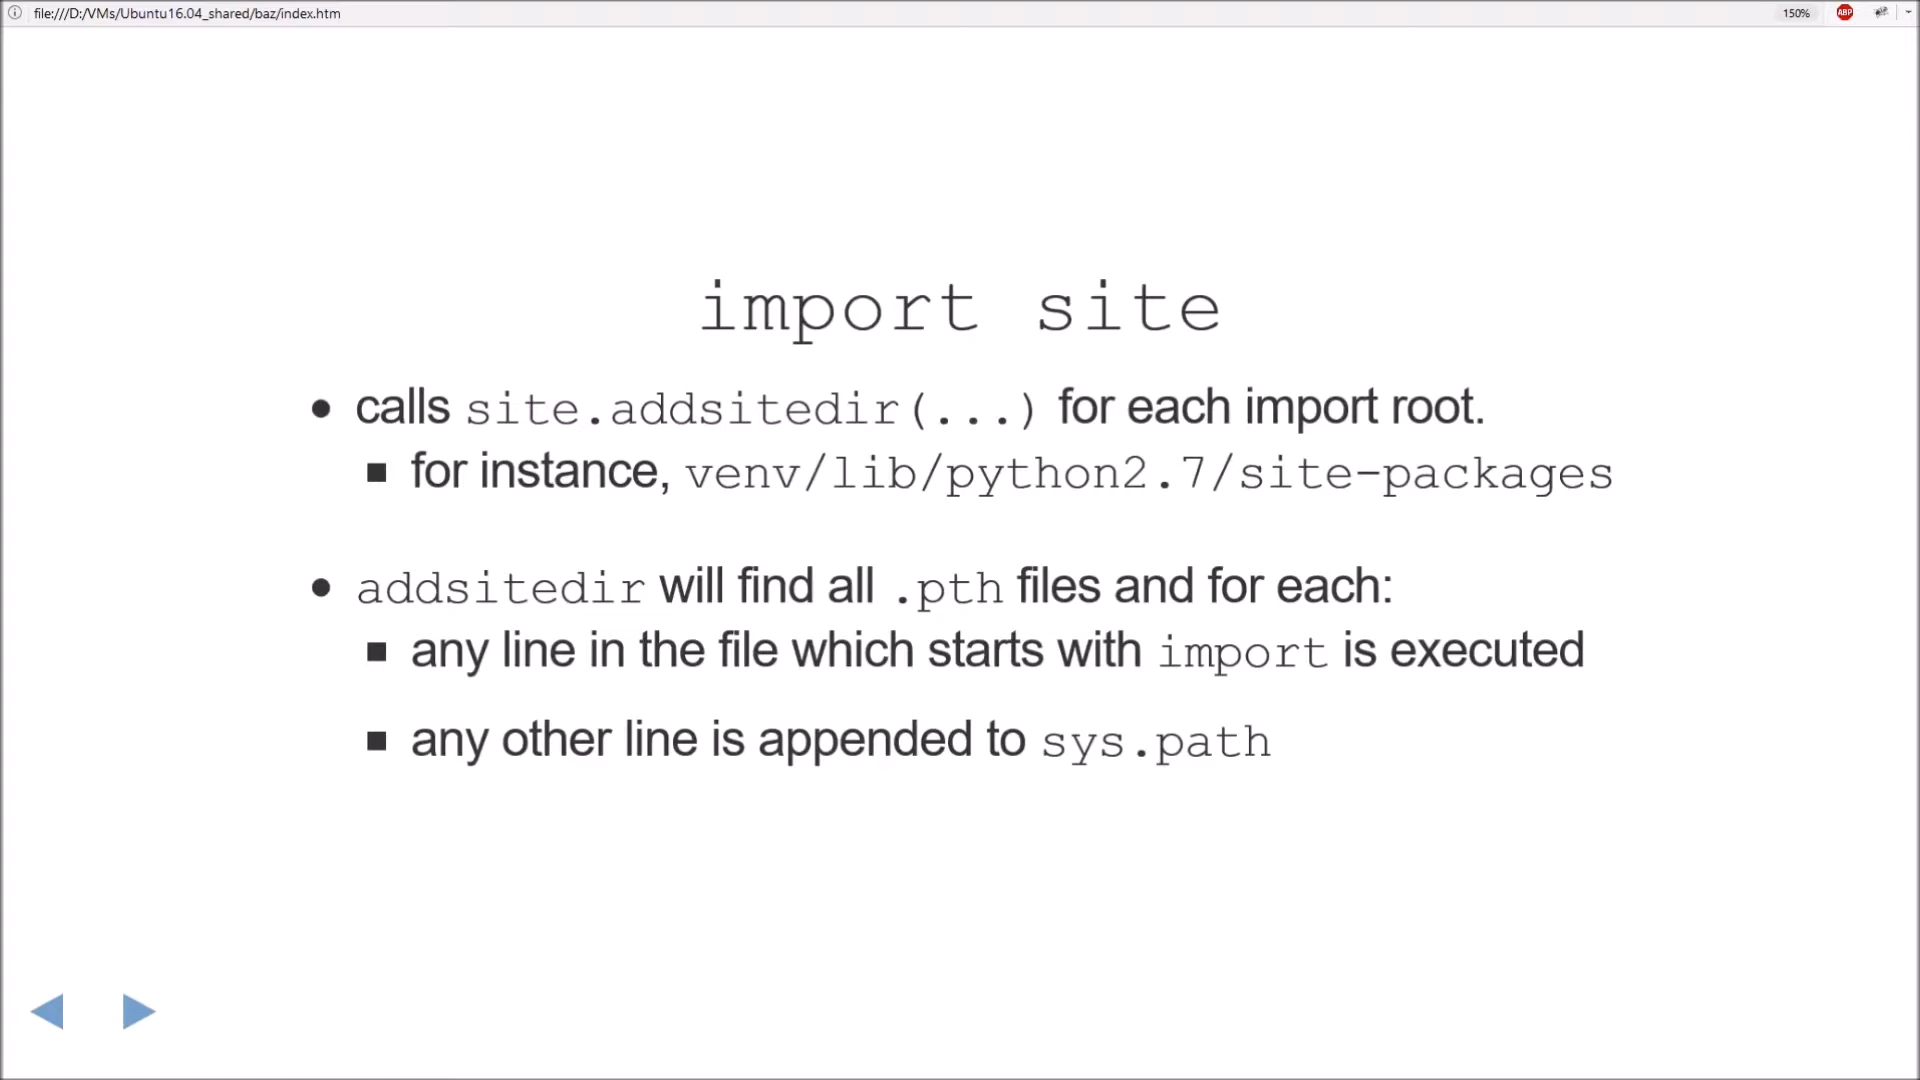 file:///D:/VMs/Ubuntu16.04_shared/baz/index.htm
150%
ABP
import site
calls site.addsitedir(...) for each import root.
for instance, venv/lib/python2.7/site-packages
addsitedir will find all .pth files and for each:
any line in the file which starts with import is executed
any other line is appended to sys.path